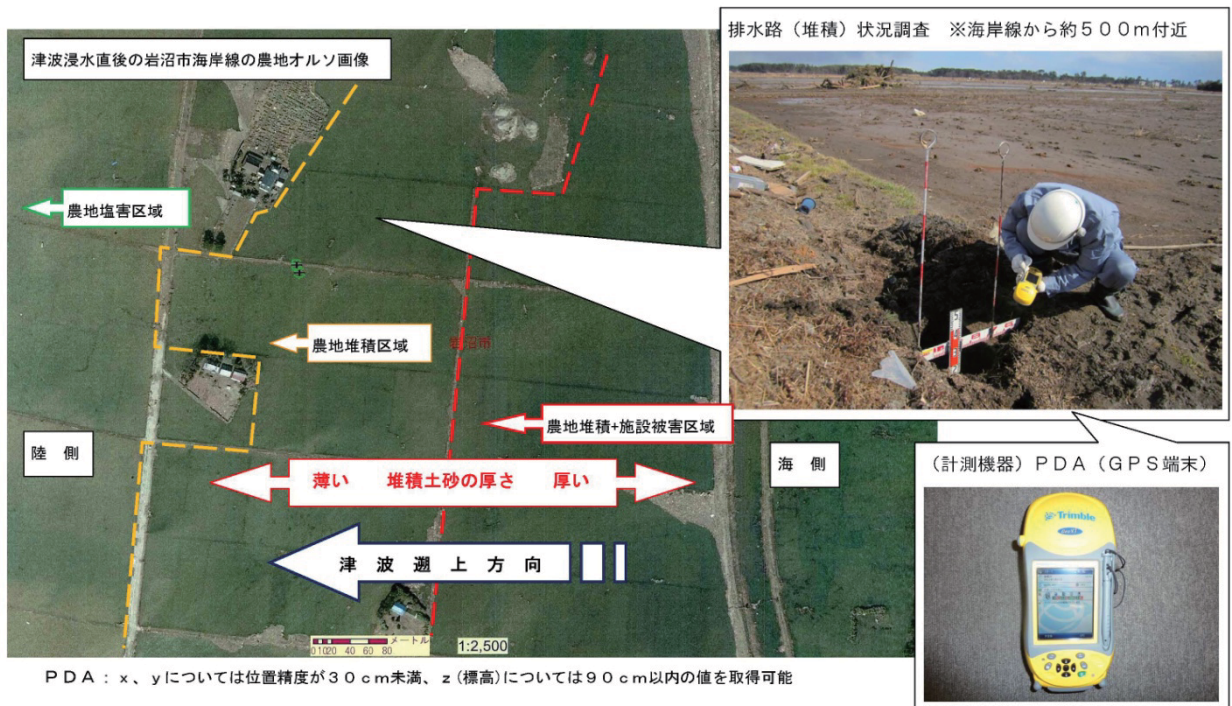 排水路（堆積）状況調査　※海岸線から約５００ｍ付近
津波浸水直後の岩沼市海岸線の農地オルソ画像
農地塩害区域
農地堆積区域
岩沼市
農地堆積+施設被害区域
陸　側
海　側
薄い　堆積土砂の厚さ　厚い
津　波　遡　上　方　向
メートル
0 10 20 40 60 80
1:2,500
（計測機器）ＰＤＡ（ＧＰＳ端末）
Trimble
ＰＤＡ：ｘ、ｙについては位置精度が３０ｃｍ未満、ｚ（標高）については９０ｃｍ以内の値を取得可能